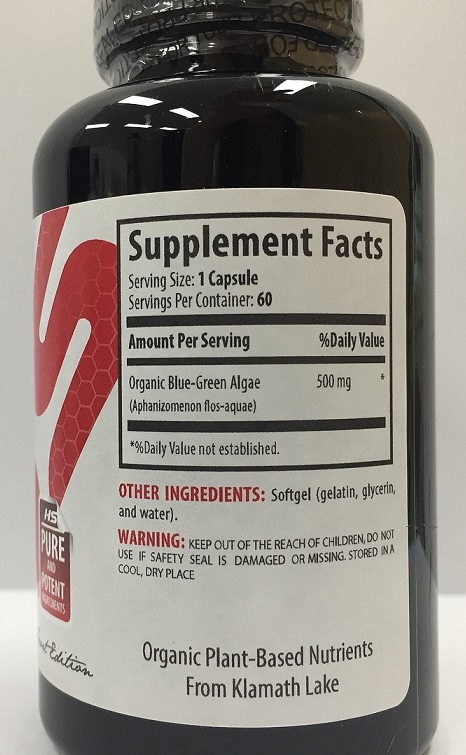 Supplement Facts
Serving Size: 1 Capsule
Servings Per Container: 60
Amount Per Serving %Daily Value
Organic Blue-Green Algae 500 mg *
(Aphanizomenon flos-aquae)
*%Daily Value not established.
OTHER INGREDIENTS: Softgel (gelatin, glycerin,
and water).
WARNING: KEEP OUT OF THE REACH OF CHILDREN, DO NOT
USE IF SAFETY SEAL IS DAMAGED OR MISSING. STORED IN A
COOL, DRY PLACE
HS
PURE
AND
POTENT
Edition
Organic Plant-Based Nutrients
From Klamath Lake